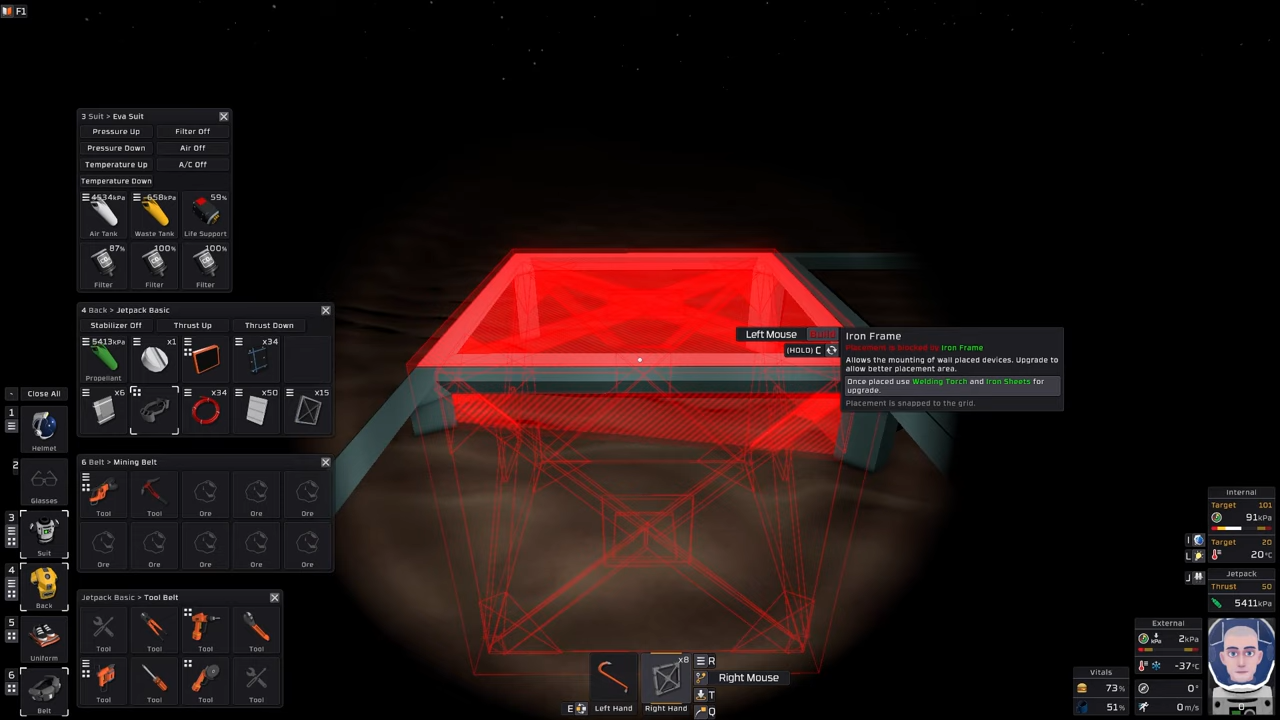 F1
3 Suit > Eva Suit
Pressure Up
Filter Off
Pressure Down
Air Off
Temperature Up
A/C Off
Temperature Down
4534kPa
658kPa
59%
Air Tank
Waste Tank
Life Support
87%
100%
100%
Filter
Filter
Filter
4 Back > Jetpack Basic
Stabilizer Off
Thrust Up
Thrust Down
5413kPa
x1
x34
Propellant
x6
x34
x50
x15
Close All
1
Helmet
2
Glasses
3
Suit
4
Back
5
Uniform
6
Belt
6 Belt > Mining Belt
Tool
Tool
Ore
Ore
Ore
Ore
Ore
Ore
Ore
Ore
Jetpack Basic > Tool Belt
Tool
Tool
Tool
Tool
Tool
Tool
Tool
Tool
Left Mouse
Build
(HOLD) C
Iron Frame
Placement is blocked by Iron Frame
Allows the mounting of wall placed devices. Upgrade to
allow better placement area.
Once placed use Welding Torch and Iron Sheets for
upgrade.
Placement is snapped to the grid.
E
Left Hand
x8
Right Hand
R
T
Q
Right Mouse
Internal
Target 101
91kPa
Target 20
20°C
I
L
J
Jetpack
Thrust 50
5411kPa
External
kPa
2kPa
-37°C
Vitals
73%
0°
51%
0m/s
0